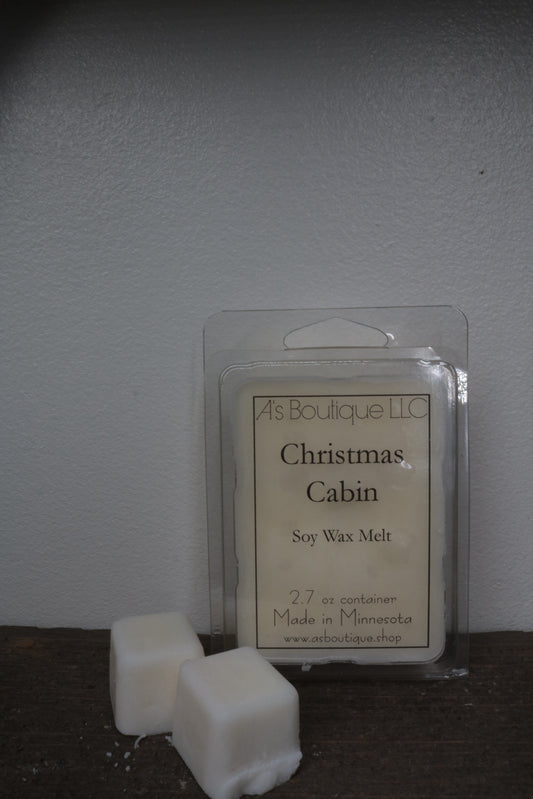 A's Boutique LLC
Christmas
Cabin
Soy Wax Melt
2.7 oz container
Made in Minnesota
www.asboutique.shop